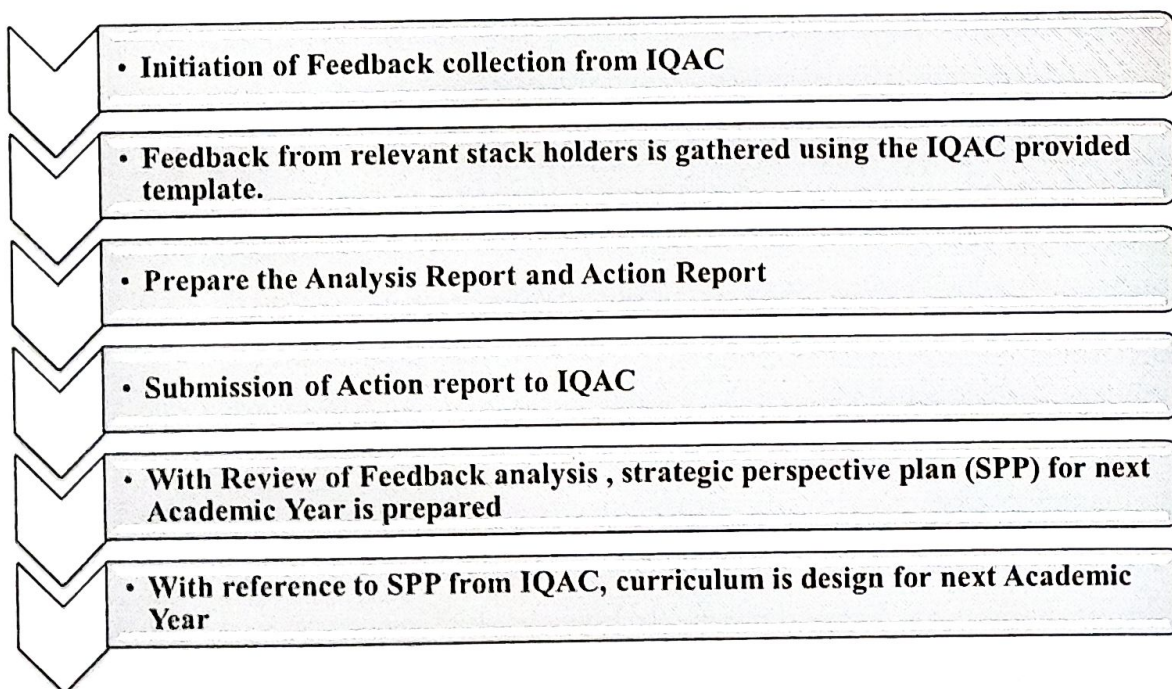 • Initiation of Feedback collection from IQAC
• Feedback from relevant stack holders is gathered using the IQAC provided
template.
• Prepare the Analysis Report and Action Report
• Submission of Action report to IQAC
• With Review of Feedback analysis , strategic perspective plan (SPP) for next
Academic Year is prepared
• With reference to SPP from IQAC, curriculum is design for next Academic
Year